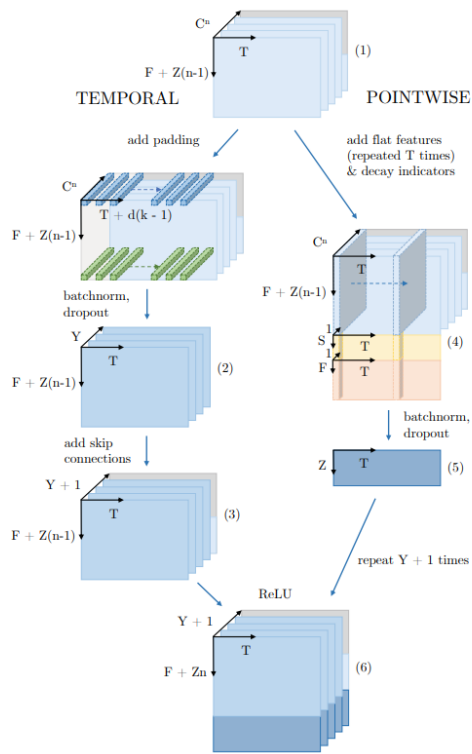 Cⁿ
T
(1)
F + Z(n-1)
TEMPORAL
POINTWISE
add padding
add flat features
(repeated T times)
& decay indicators
Cⁿ
T + d(k - 1)
F + Z(n-1)
Cⁿ
T
F + Z(n-1)
1
S
T
(4)
1
F
T
batchnorm,
dropout
Y
T
(2)
F + Z(n-1)
batchnorm,
dropout
add skip
connections
Z
T
(5)
Y + 1
T
(3)
F + Z(n-1)
repeat Y + 1 times
ReLU
Y + 1
T
(6)
F + Zn